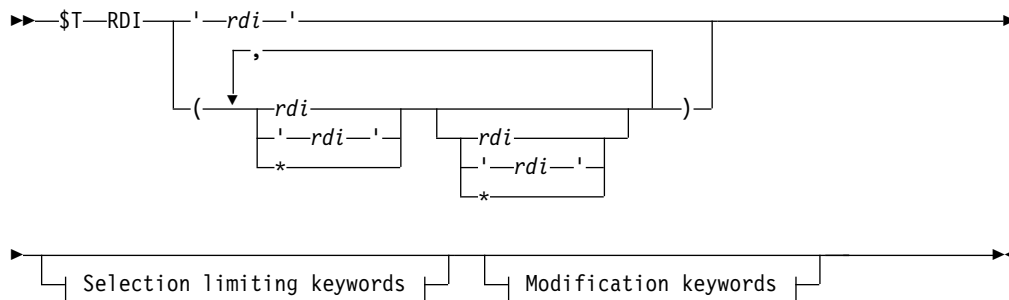 $T RDI ' rdi '
,
( rdi rdi )
' rdi ' ' rdi '
* *
Selection limiting keywords Modification keywords